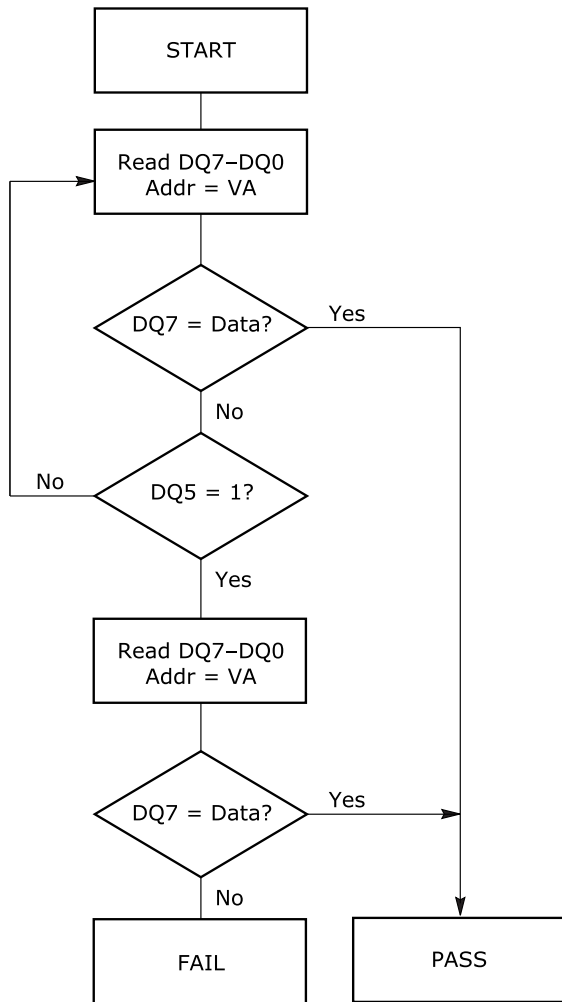 START
Read DQ7–DQ0
Addr = VA
DQ7 = Data?
Yes
No
No
DQ5 = 1?
Yes
Read DQ7–DQ0
Addr = VA
DQ7 = Data?
Yes
No
FAIL
PASS